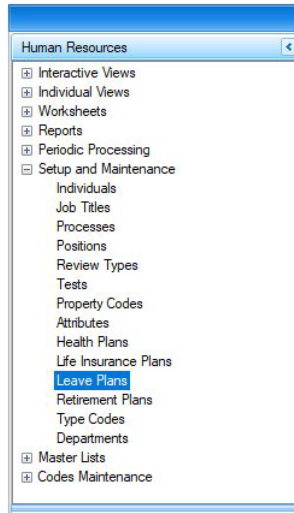 Human Resources
Interactive Views
Individual Views
Worksheets
Reports
Periodic Processing
Setup and Maintenance
Individuals
Job Titles
Processes
Positions
Review Types
Tests
Property Codes
Attributes
Health Plans
Life Insurance Plans
Leave Plans
Retirement Plans
Type Codes
Departments
Master Lists
Codes Maintenance